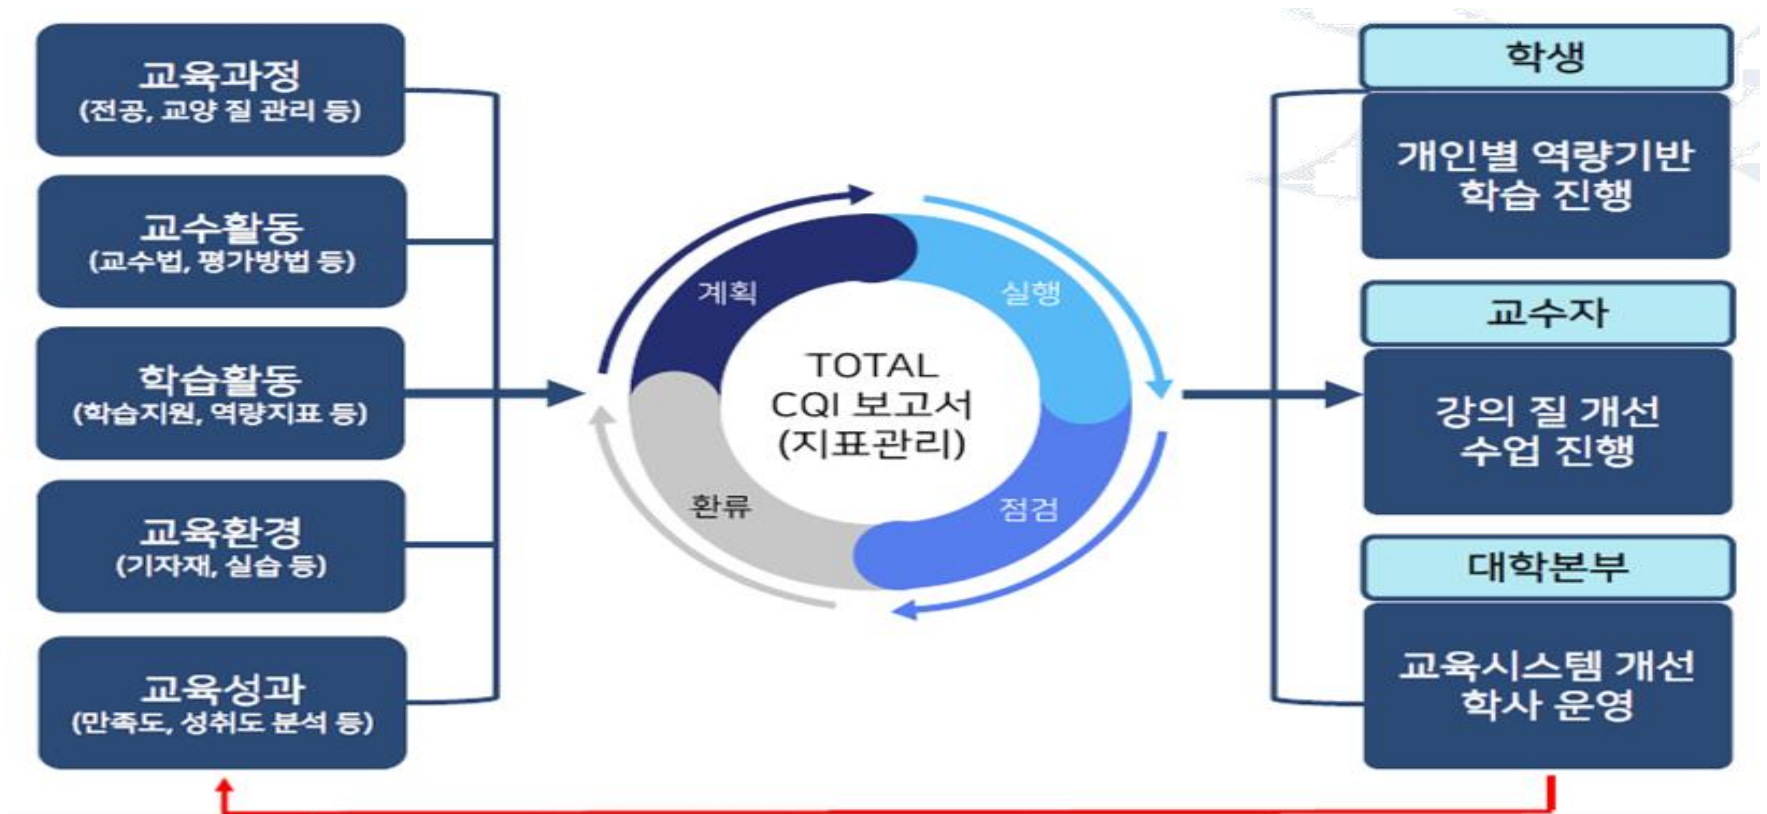 교육과정
(전공, 교양 질 관리 등)
교수활동
(교수법, 평가방법 등)
학습활동
(학습지원, 역량지표 등)
교육환경
(기자재, 실습 등)
교육성과
(만족도, 성취도 분석 등)
계획
실행
TOTAL
CQI 보고서
(지표관리)
환류
점검
학생
개인별 역량기반
학습 진행
교수자
강의 질 개선
수업 진행
대학본부
교육시스템 개선
학사 운영